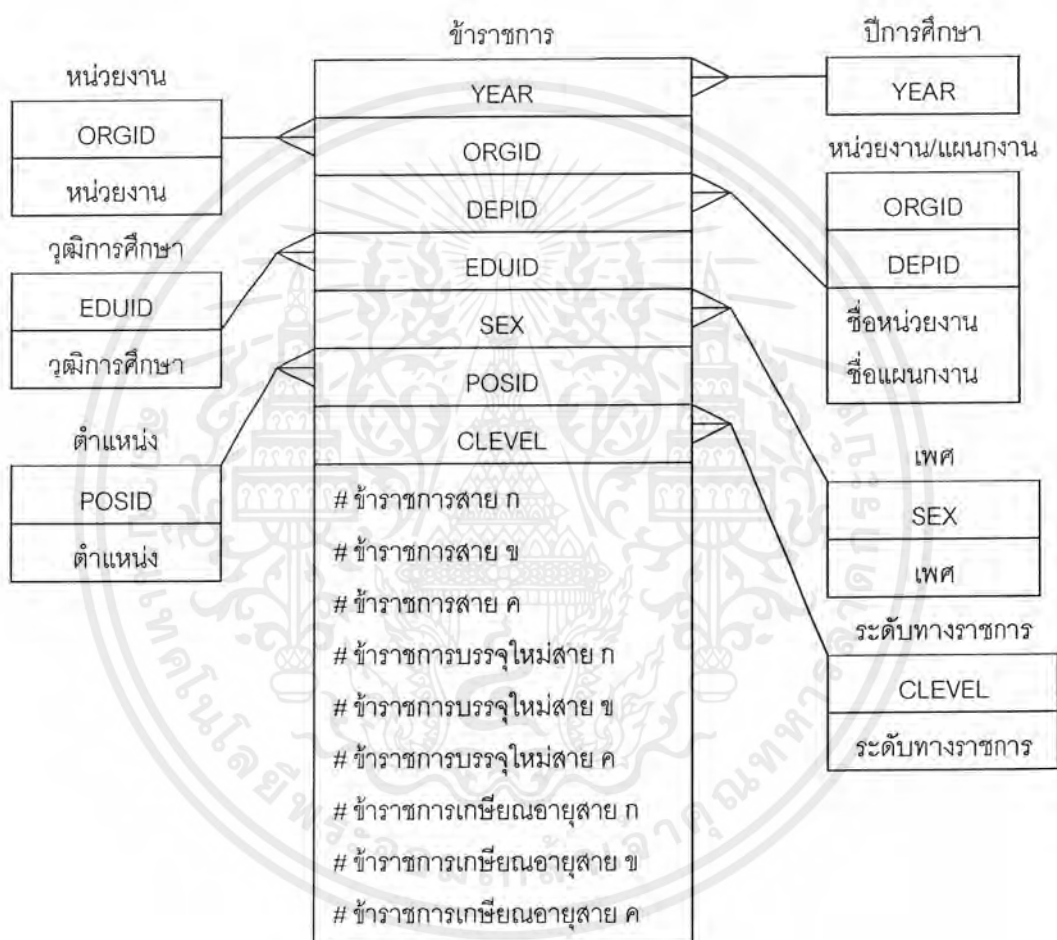 ข้าราชการ
YEAR
ORGID
DEPID
EDUID
SEX
POSID
CLEVEL
# ข้าราชการสาย ก
# ข้าราชการสาย ข
# ข้าราชการสาย ค
# ข้าราชการบรรจุใหม่สาย ก
# ข้าราชการบรรจุใหม่สาย ข
# ข้าราชการบรรจุใหม่สาย ค
# ข้าราชการเกษียณอายุสาย ก
# ข้าราชการเกษียณอายุสาย ข
# ข้าราชการเกษียณอายุสาย ค
หน่วยงาน
ORGID
หน่วยงาน
วุฒิการศึกษา
EDUID
วุฒิการศึกษา
ตำแหน่ง
POSID
ตำแหน่ง
ปีการศึกษา
YEAR
หน่วยงาน/แผนกงาน
ORGID
DEPID
ชื่อหน่วยงาน
ชื่อแผนกงาน
เพศ
SEX
เพศ
ระดับทางราชการ
CLEVEL
ระดับทางราชการ